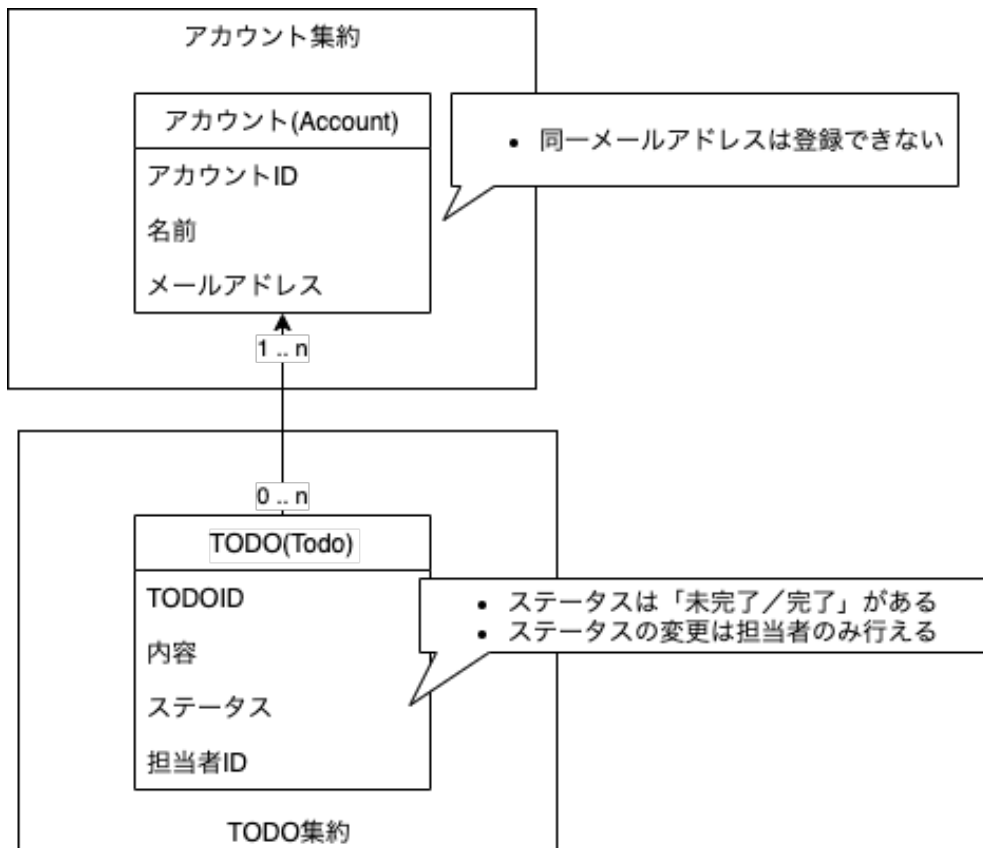 アカウント集約
アカウント(Account)
• 同一メールアドレスは登録できない
アカウントID
名前
メールアドレス
1 .. n
0 .. n
TODO(Todo)
TODOID
• ステータスは「未完了／完了」がある
• ステータスの変更は担当者のみ行える
内容
ステータス
担当者ID
TODO集約